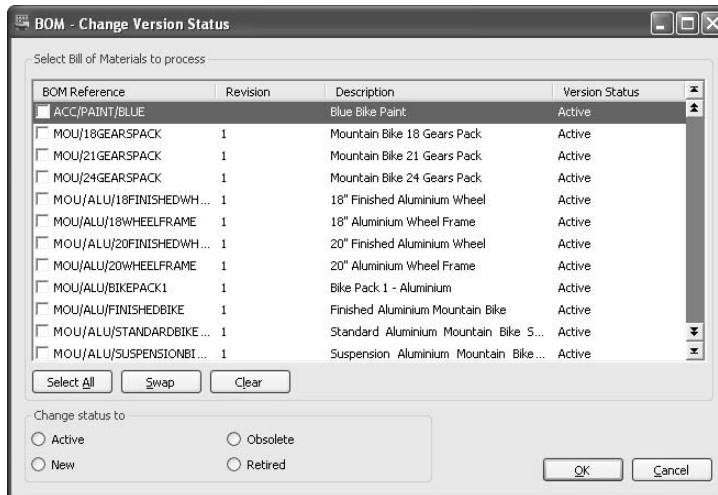 BOM - Change Version Status
Select Bill of Materials to process
BOM Reference Revision Description Version Status
ACC/PAINT/BLUE Blue Bike Paint Active
MOU/18GEARSPACK 1 Mountain Bike 18 Gears Pack Active
MOU/21GEARSPACK 1 Mountain Bike 21 Gears Pack Active
MOU/24GEARSPACK 1 Mountain Bike 24 Gears Pack Active
MOU/ALU/18FINISHEDWH... 1 18" Finished Aluminium Wheel Active
MOU/ALU/18WHEELFRAME 1 18" Aluminium Wheel Frame Active
MOU/ALU/20FINISHEDWH... 1 20" Finished Aluminium Wheel Active
MOU/ALU/20WHEELFRAME 1 20" Aluminium Wheel Frame Active
MOU/ALU/BIKEPACK1 1 Bike Pack 1 - Aluminium Active
MOU/ALU/FINISHEDBIKE 1 Finished Aluminium Mountain Bike Active
MOU/ALU/STANDARDBIKE... 1 Standard Aluminium Mountain Bike S... Active
MOU/ALU/SUSPENSIONBI... 1 Suspension Aluminium Mountain Bike... Active
Select All Swap Clear
Change status to
Active Obsolete
New Retired
OK Cancel